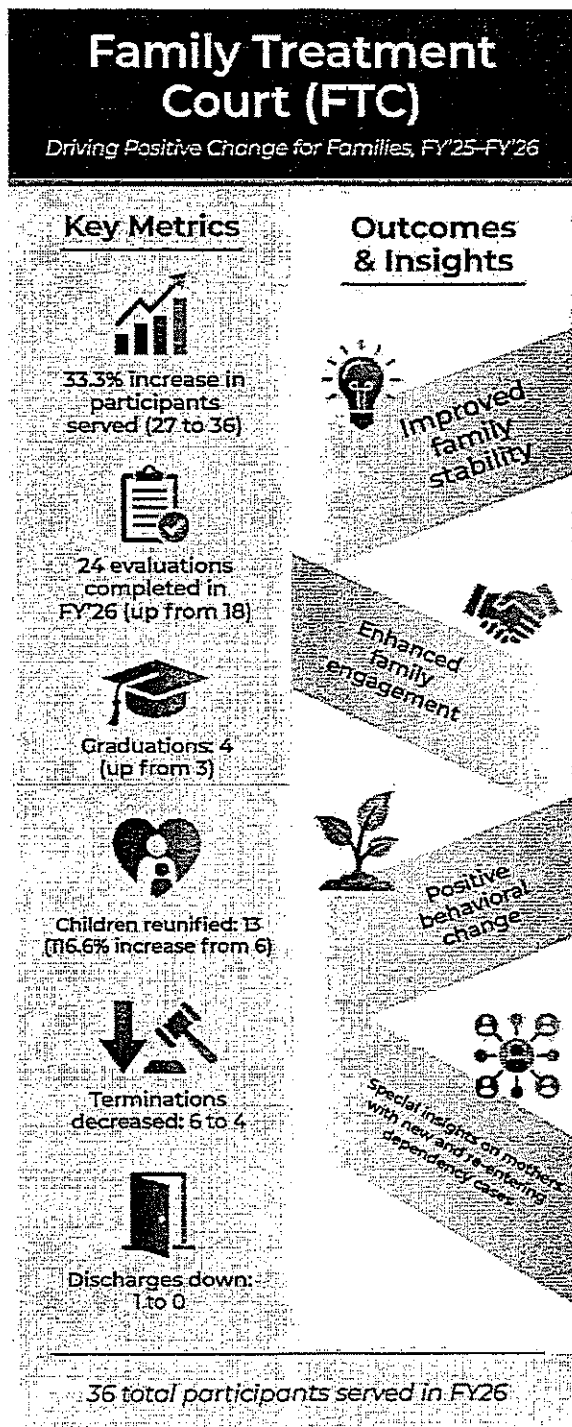 Family Treatment
Court (FTC)
Driving Positive Change for Families, FY'25–FY'26
Key Metrics
33.3% increase in
participants
served (27 to 36)
24 evaluations
completed in
FY'26 (up from 18)
Graduations: 4
(up from 3)
Children reunified: 13
(116.6% increase from 6)
Terminations
decreased: 6 to 4
Discharges down:
1 to 0
Outcomes
& Insights
Improved
family
stability
Enhanced
family
engagement
Positive
behavioral
change
Special insights on mothers
with new and re-entering
dependency cases
36 total participants served in FY26